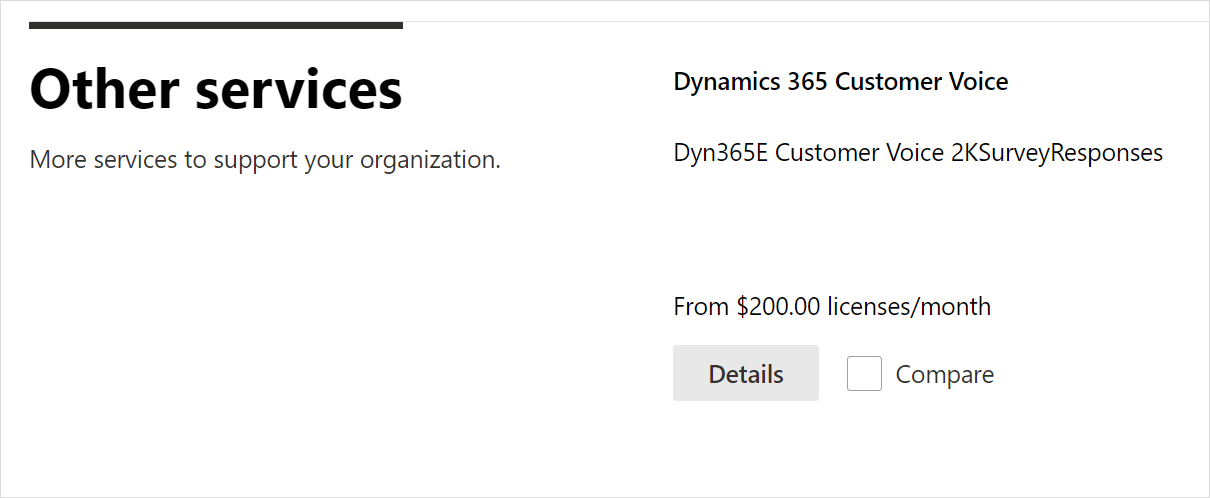 Other services
More services to support your organization.
Dynamics 365 Customer Voice
Dyn365E Customer Voice 2KSurveyResponses
From $200.00 licenses/month
Details
Compare